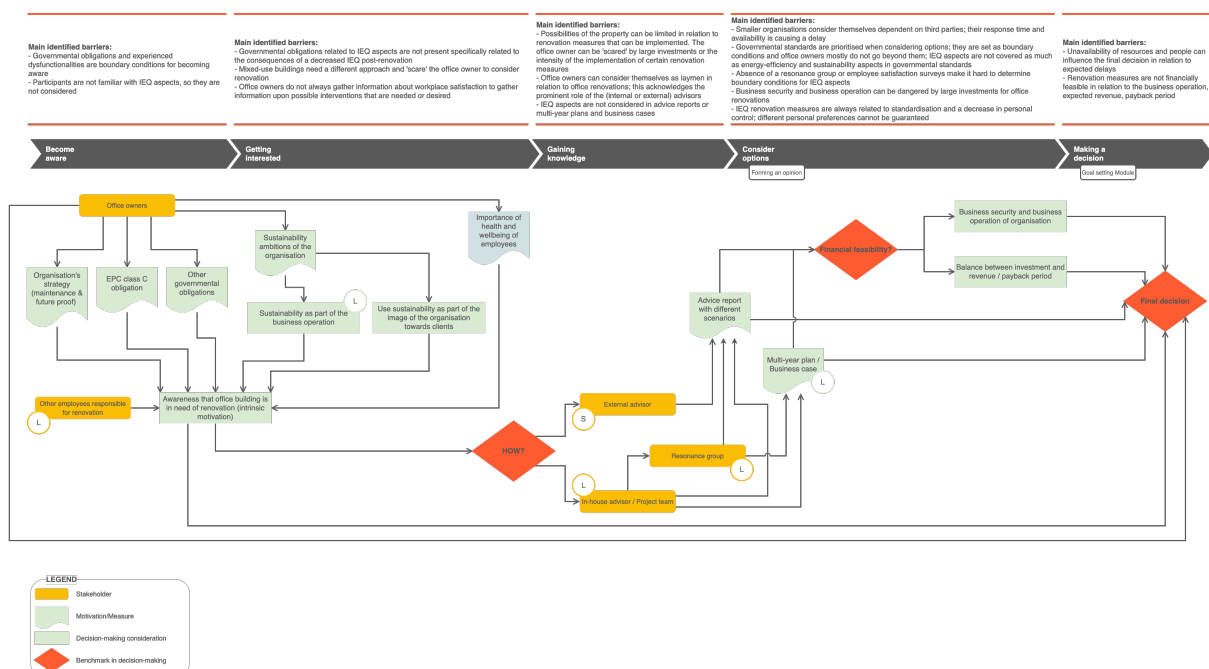 Main identified barriers:
- Governmental obligations and experienced
dysfunctionalities are boundary conditions for becoming
aware
- Participants are not familiar with IEQ aspects, so they are
not considered
Main identified barriers:
- Governmental obligations related to IEQ aspects are not present specifically related to
the consequences of a decreased IEQ post-renovation
- Mixed-use buildings need a different approach and 'scare' the office owner to consider
renovation
- Office owners do not always gather information about workplace satisfaction to gather
information upon possible interventions that are needed or desired
Main identified barriers:
- Possibilities of the property can be limited in relation to
renovation measures that can be implemented. The
office owner can be 'scared' by large investments or the
intensity of the implementation of certain renovation
measures
- Office owners can consider themselves as laymen in
relation to office renovations; this acknowledges the
prominent role of the (internal or external) advisors
- IEQ aspects are not considered in advice reports or
multi-year plans and business cases
Main identified barriers:
- Smaller organisations consider themselves dependent on third parties; their response time and
availability is causing a delay
- Governmental standards are prioritised when considering options; they are set as boundary
conditions and office owners mostly do not go beyond them; IEQ aspects are not covered as much
as energy-efficiency and sustainability aspects in governmental standards
- Absence of a resonance group or employee satisfaction surveys make it hard to determine
boundary conditions for IEQ aspects
- Business security and business operation can be dangered by large investments for office
renovations
- IEQ renovation measures are always related to standardisation and a decrease in personal
control; different personal preferences cannot be guaranteed
Main identified barriers:
- Unavailability of resources and people can
influence the final decision in relation to
expected delays
- Renovation measures are not financially
feasible in relation to the business operation,
expected revenue, payback period
Become
aware
Getting
interested
Gaining
knowledge
Consider
options
Making a
decision
Forming an opinion
Goal setting Module
Office owners
Organisation's
strategy
(maintenance &
future proof)
EPC class C
obligation
Other
governmental
obligations
Sustainability
ambitions of the
organisation
Importance of
health and
wellbeing of
employees
Sustainability as part of the
business operation
L
Use sustainability as part of the
image of the organisation
towards clients
Other employees responsible
for renovation
L
Awareness that office building is
in need of renovation (intrinsic
motivation)
HOW?
External advisor
S
Resonance group
L
L
In-house advisor / Project team
Advice report
with different
scenarios
Multi-year plan /
Business case
L
Financial feasibility?
Business security and business
operation of organisation
Balance between investment and
revenue / payback period
Final decision
LEGEND
Stakeholder
Motivation/Measure
Decision-making consideration
Benchmark in decision-making